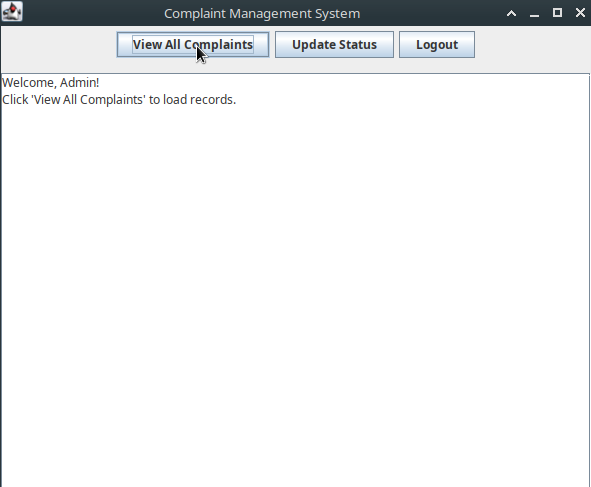 Complaint Management System
View All Complaints Update Status Logout
Welcome, Admin!
Click 'View All Complaints' to load records.